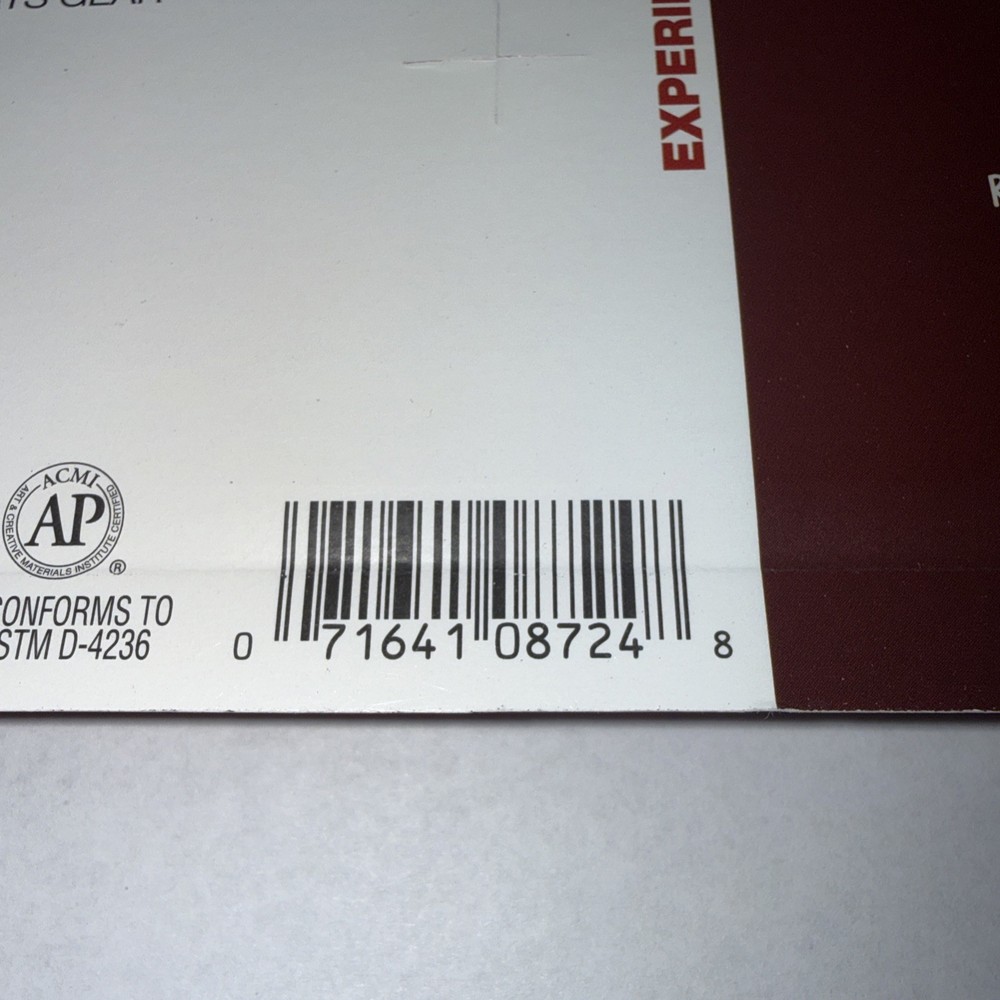 EXPERI
ACMI
ART & CREATIVE MATERIALS INSTITUTE CERTIFIED
AP
®
CONFORMS TO
STM D-4236
0 71641 08724 8